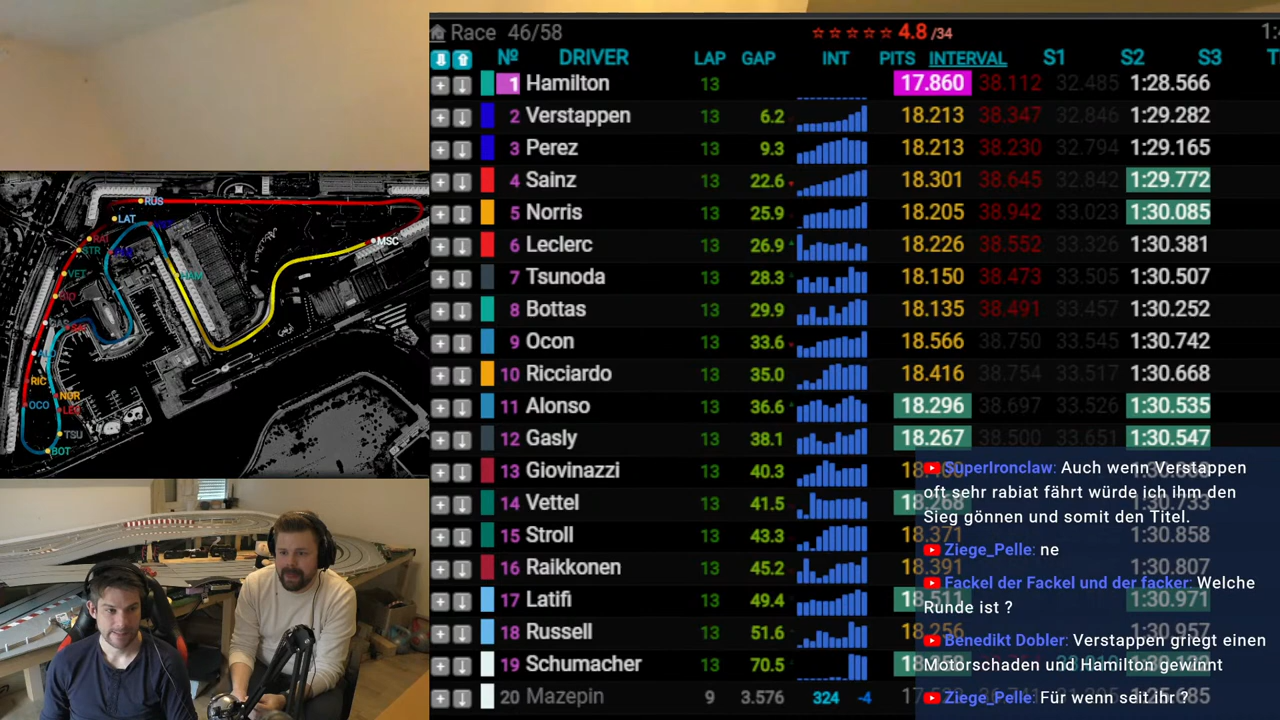 Race 46/58 ☆☆☆☆☆ 4.8 /34
Nº DRIVER LAP GAP INT PITS INTERVAL S1 S2 S3 T
1 Hamilton 13 17.860 38.112 32.485 1:28.566
2 Verstappen 13 6.2 18.213 38.347 32.846 1:29.282
3 Perez 13 9.3 18.213 38.230 32.794 1:29.165
4 Sainz 13 22.6 18.301 38.645 32.842 1:29.772
5 Norris 13 25.9 18.205 38.942 33.023 1:30.085
6 Leclerc 13 26.9 18.226 38.552 33.326 1:30.381
7 Tsunoda 13 28.3 18.150 38.473 33.505 1:30.507
8 Bottas 13 29.9 18.135 38.491 33.457 1:30.252
9 Ocon 13 33.6 18.566 38.750 33.545 1:30.742
10 Ricciardo 13 35.0 18.416 38.754 33.517 1:30.668
11 Alonso 13 36.6 18.296 38.697 33.526 1:30.535
12 Gasly 13 38.1 18.267 38.500 33.651 1:30.547
13 Giovinazzi 13 40.3
14 Vettel 13 41.5 18.268
15 Stroll 13 43.3 18.371 1:30.858
16 Raikkonen 13 45.2 18.391 1:30.807
17 Latifi 13 49.4 18.511 1:30.971
18 Russell 13 51.6 18.256 1:30.957
19 Schumacher 13 70.5
20 Mazepin 9 3.576 324 -4
RUS
LAT
MSC
STR
VET
HAM
RIC
NOR
OCO
LEC
TSU
BOT
SuperIronclaw: Auch wenn Verstappen
oft sehr rabiat fährt würde ich ihm den
Sieg gönnen und somit den Titel.
Ziege_Pelle: ne
Fackel der Fackel und der facker: Welche
Runde ist ?
Benedikt Dobler: Verstappen griegt einen
Motorschaden und Hamilton gewinnt
Ziege_Pelle: Für wenn seit ihr ?